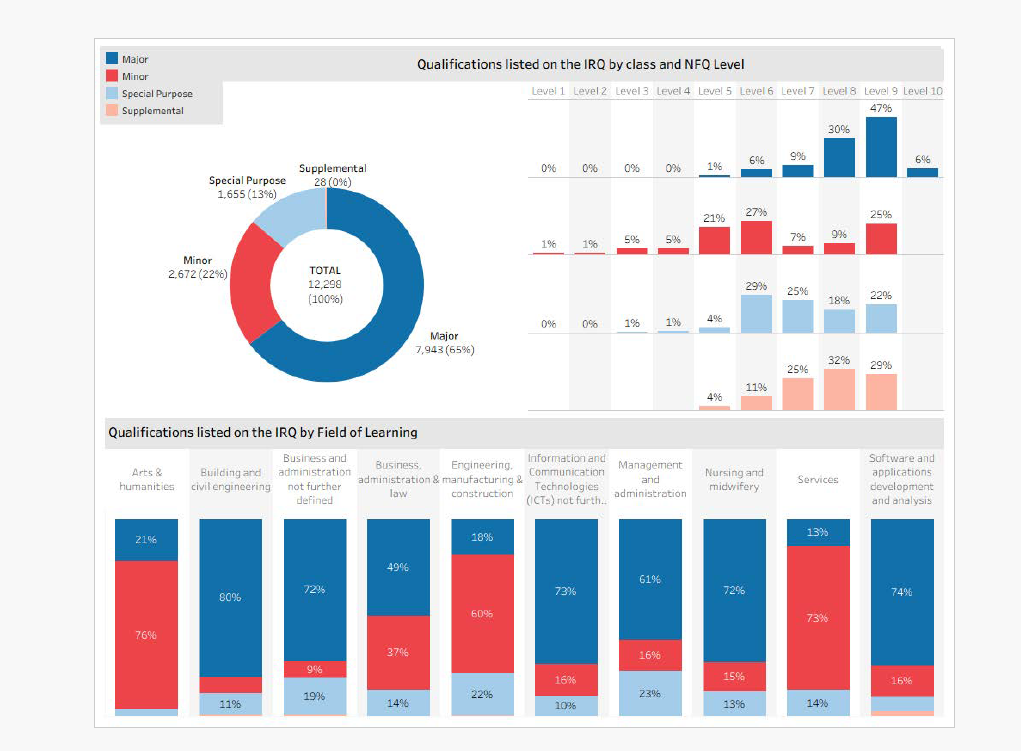 Major
Minor
Special Purpose
Supplemental
Qualifications listed on the IRQ by class and NFQ Level
Level 1 Level 2 Level 3 Level 4 Level 5 Level 6 Level 7 Level 8 Level 9 Level 10
0% 0% 0% 0% 1% 6% 9% 30% 47% 6%
1% 1% 5% 5% 21% 27% 7% 9% 25%
0% 0% 1% 1% 4% 29% 25% 18% 22%
4% 11% 25% 32% 29%
Supplemental
28 (0%)
Special Purpose
1,655 (13%)
Minor
2,672 (22%)
TOTAL
12,298
(100%)
Major
7,943 (65%)
Qualifications listed on the IRQ by Field of Learning
Arts &
humanities
Building and
civil engineering
Business and
administration
not further
defined
Business,
administration &
law
Engineering,
manufacturing &
construction
Information and
Communication
Technologies
(ICTs) not furth..
Management
and
administration
Nursing and
midwifery
Services
Software and
applications
development
and analysis
21% 80% 72% 49% 18% 73% 61% 72% 13% 74%
76% 9% 37% 60% 16% 16% 15% 73% 16%
11% 19% 14% 22% 10% 23% 13% 14%